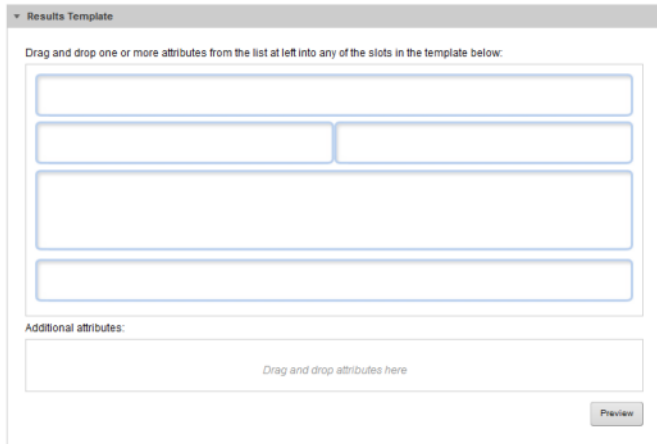 Results Template
Drag and drop one or more attributes from the list at left into any of the slots in the template below:
Additional attributes:
Drag and drop attributes here
Preview